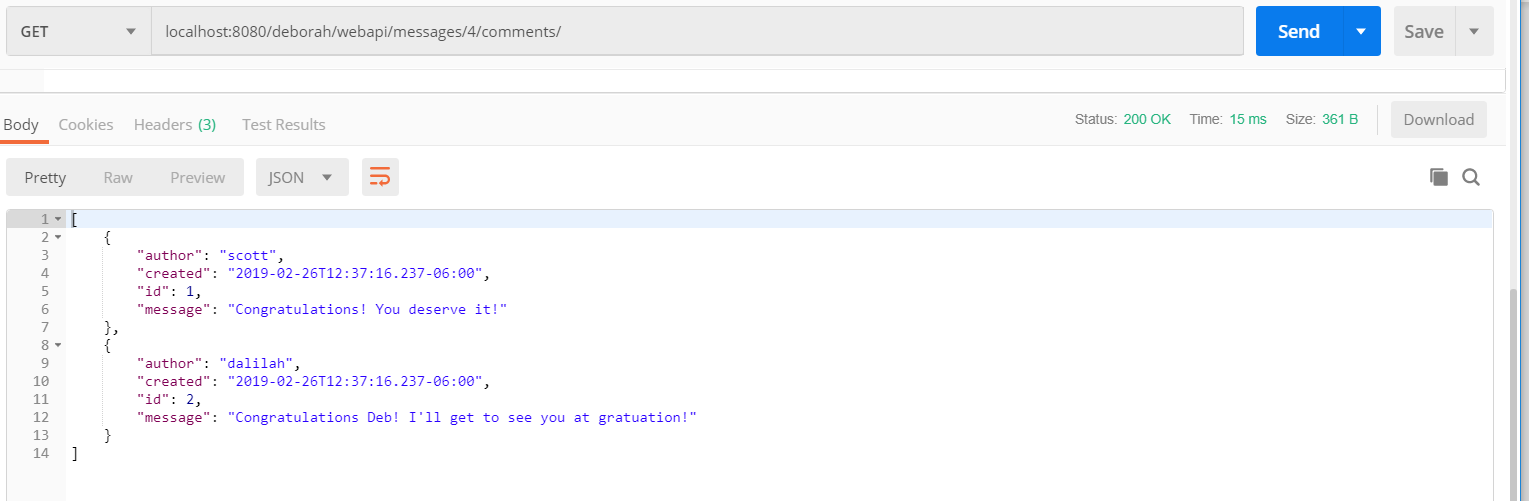 GET localhost:8080/deborah/webapi/messages/4/comments/ Send Save
Body Cookies Headers (3) Test Results Status: 200 OK Time: 15 ms Size: 361 B Download
Pretty Raw Preview JSON
1 [
2 {
3 "author": "scott",
4 "created": "2019-02-26T12:37:16.237-06:00",
5 "id": 1,
6 "message": "Congratulations! You deserve it!"
7 },
8 {
9 "author": "dalilah",
10 "created": "2019-02-26T12:37:16.237-06:00",
11 "id": 2,
12 "message": "Congratulations Deb! I'll get to see you at gratuation!"
13 }
14 ]